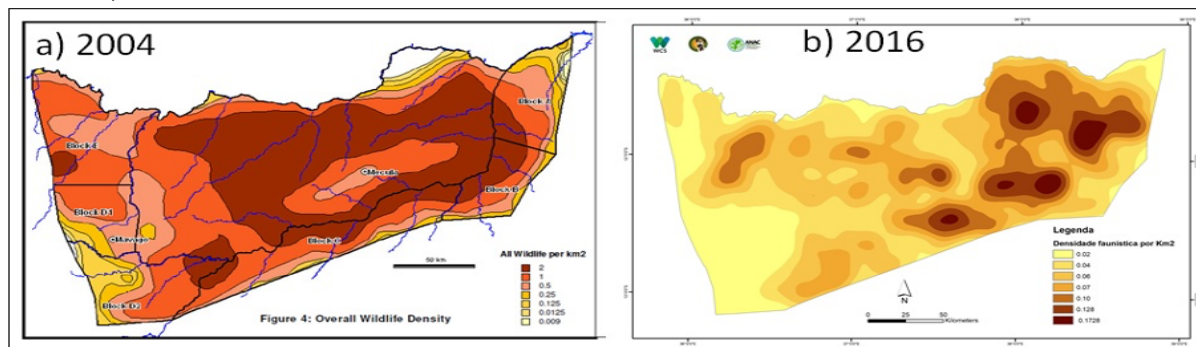 a) 2004
Block E
Block A
Mecula
Block B
Block D1
Block C
Mavago
Block D2
50 km
All Wildlife per km2
2
1
0.5
0.25
0.125
0.0125
0.009
Figure 4: Overall Wildlife Density
WCS
ANAC
b) 2016
Legenda
Densidade faunística por Km2
0.02
0.04
0.06
0.07
0.10
0.128
0.1728
N
0 25 50
Kilometers